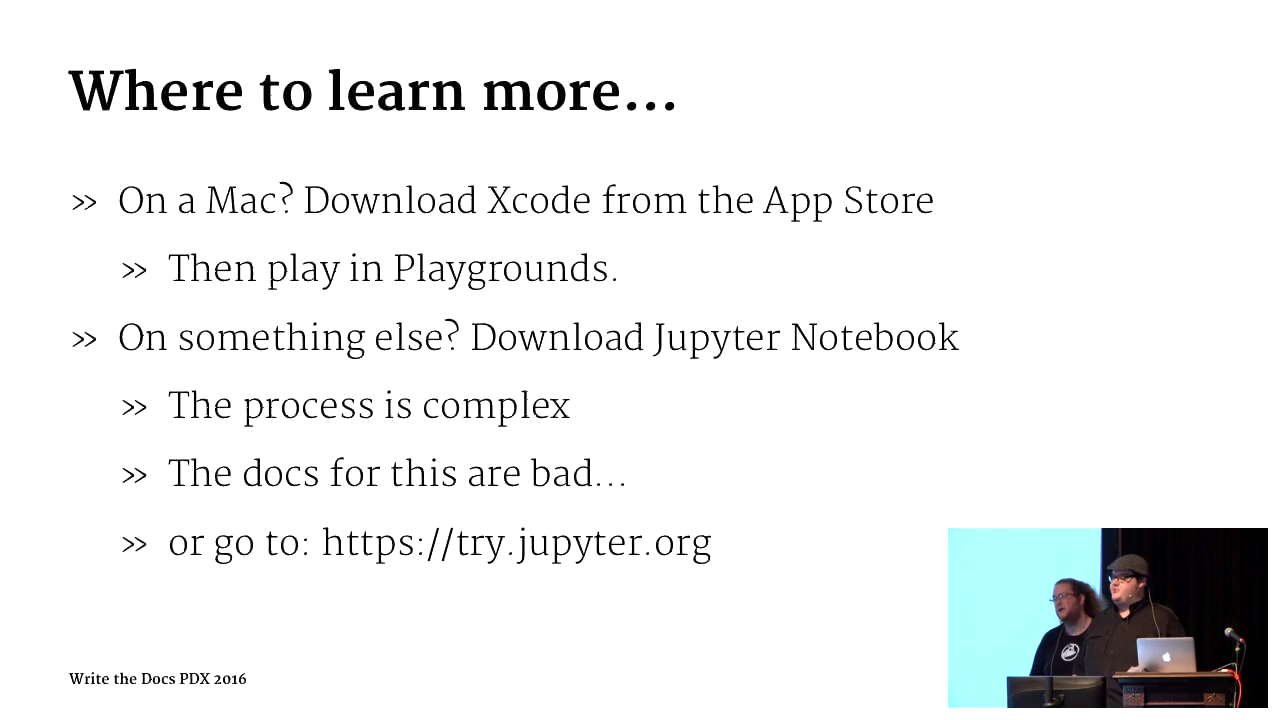 Where to learn more...
» On a Mac? Download Xcode from the App Store
» Then play in Playgrounds.
» On something else? Download Jupyter Notebook
» The process is complex
» The docs for this are bad...
» or go to: https://try.jupyter.org
Write the Docs PDX 2016